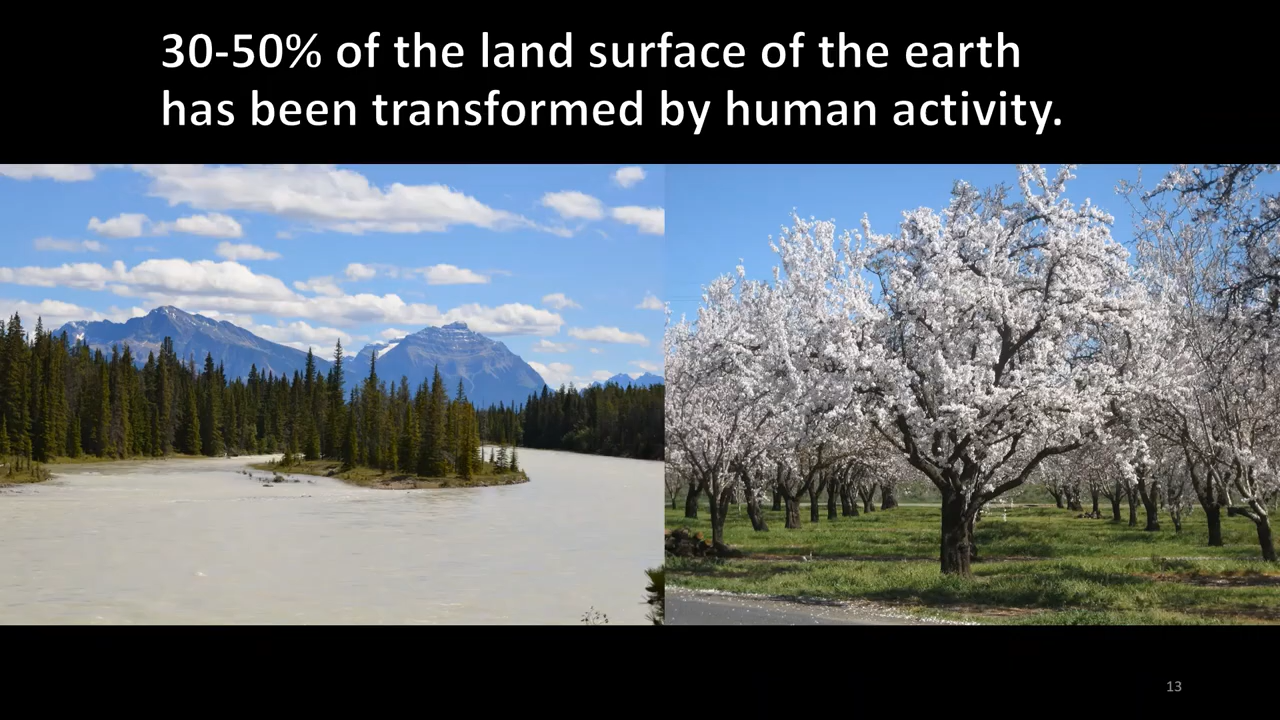 30-50% of the land surface of the earth
has been transformed by human activity.
13